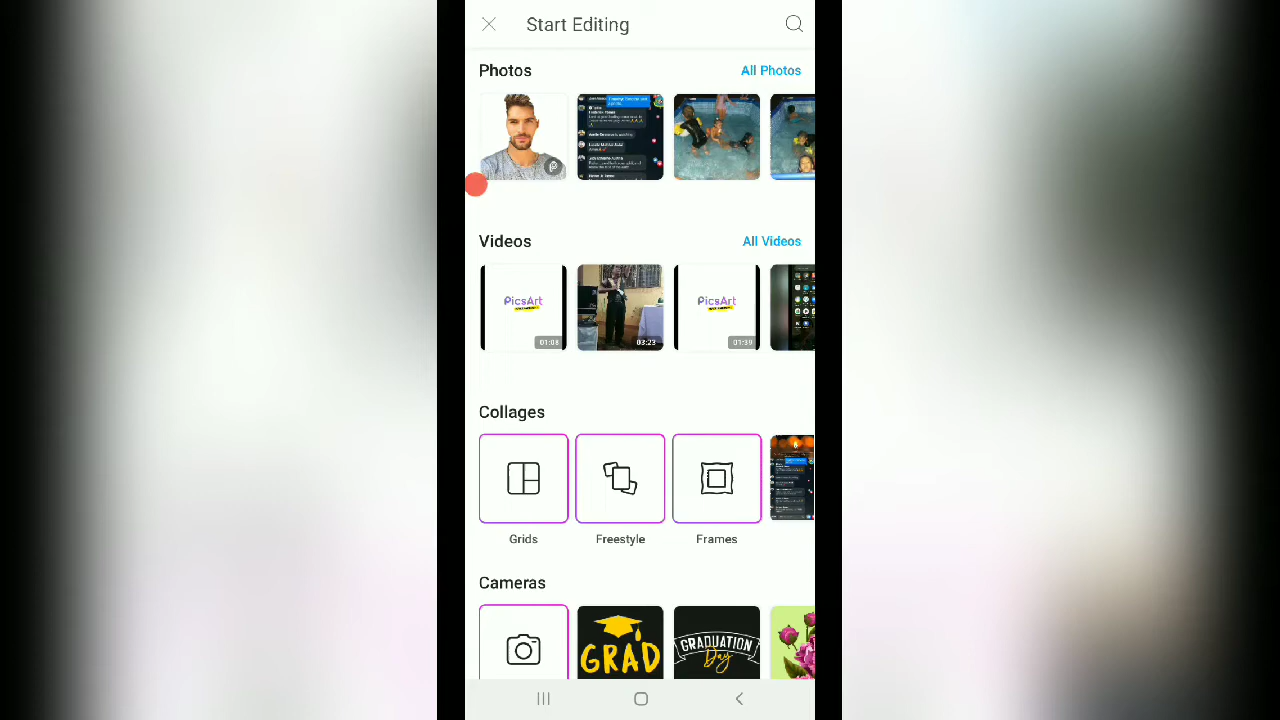 Start Editing
Photos
All Photos
Videos
All Videos
PicsArt
01:08
03:23
PicsArt
01:39
Collages
Grids
Freestyle
Frames
Cameras
GRAD
GRADUATION
Day